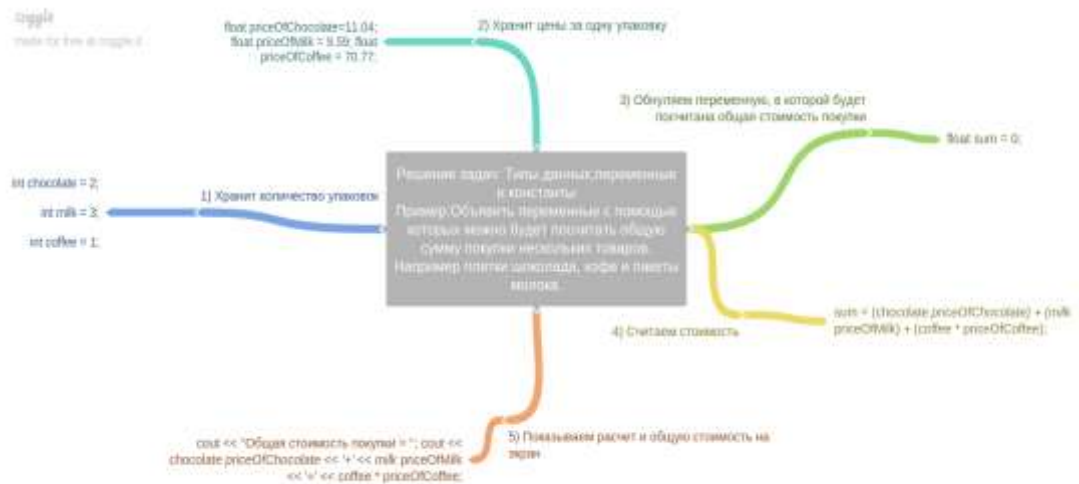 coggle
made for free at coggle.it
float priceOfChocolate=11.04;
float priceOfMilk = 9.59; float
priceOfCoffee = 70.77;
2) Хранит цены за одну упаковку
3) Обнуляем переменную, в которой будет
посчитана общая стоимость покупки
float sum = 0;
int chocolate = 2;
int milk = 3;
int coffee = 1;
1) Хранит количество упаковок
Решение задач: Типы данных,переменные
и константы
Пример:Объявить переменные с помощью
которых можно будет посчитать общую
сумму покупки нескольких товаров.
Например плитки шоколада, кофе и пакеты
молока.
4) Считаем стоимость
sum = (chocolate priceOfChocolate) + (milk
priceOfMilk) + (coffee * priceOfCoffee);
5) Показываем расчет и общую стоимость на
экран
cout << "Общая стоимость покупки = "; cout <<
chocolate priceOfChocolate << '+' << milk priceOfMilk
<< '+' << coffee * priceOfCoffee;